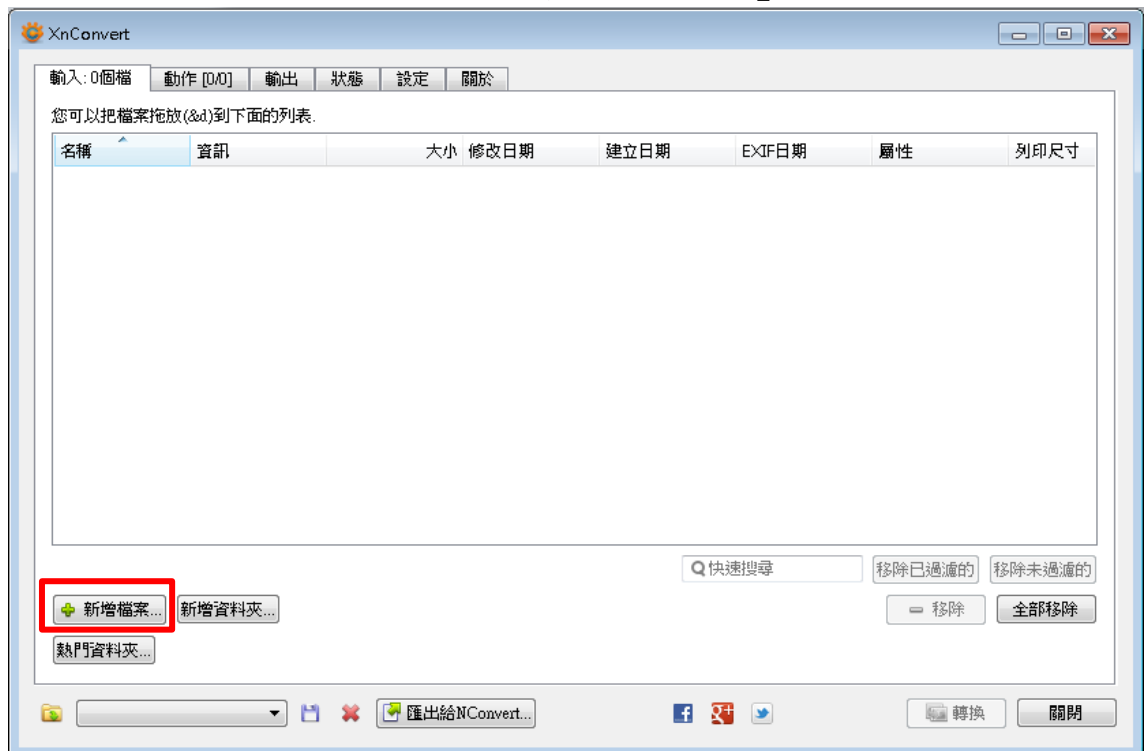 XnConvert
輸入: 0個檔 動作 [0/0] 輸出 狀態 設定 關於
您可以把檔案拖放(&d)到下面的列表.
名稱 資訊 大小 修改日期 建立日期 EXIF日期 屬性 列印尺寸
快速搜尋 移除已過濾的 移除未過濾的
新增檔案... 新增資料夾... 移除 全部移除
熱門資料夾...
匯出給NConvert... 轉換 關閉